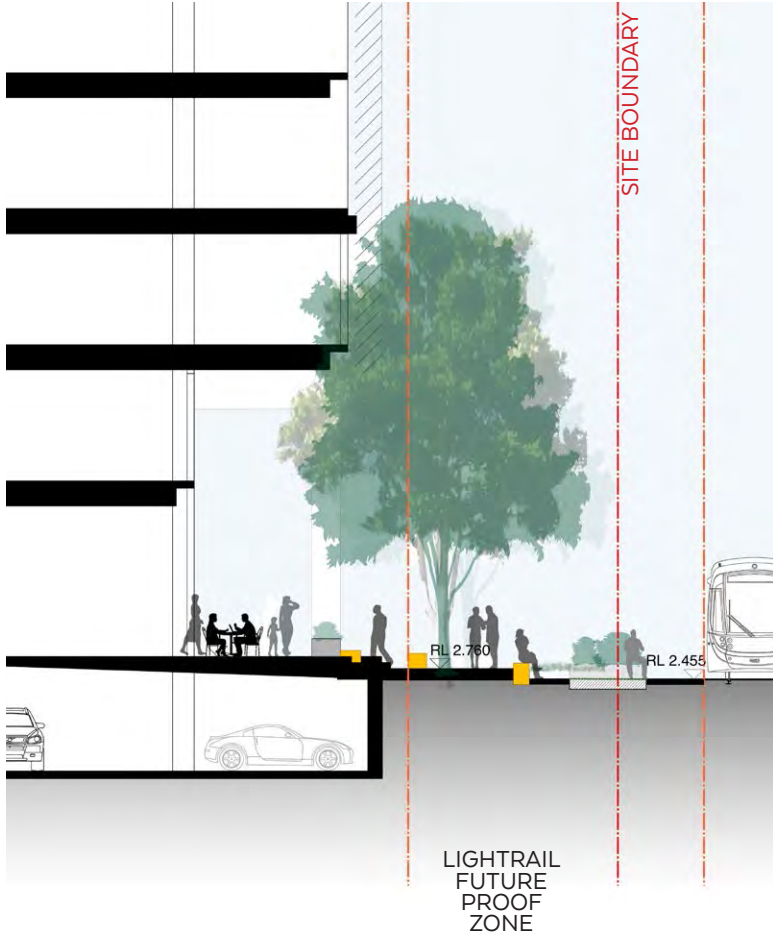 SITE BOUNDARY
RL 2.760
RL 2.455
LIGHTRAIL
FUTURE
PROOF
ZONE